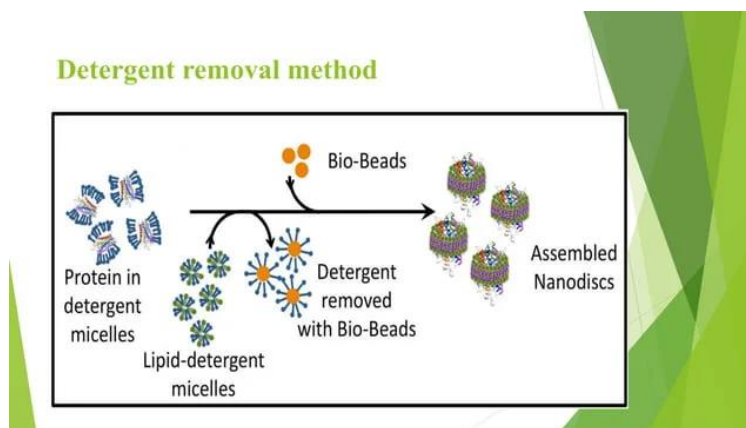 Detergent removal method
Bio-Beads
Protein in
detergent
micelles
Lipid-detergent
micelles
Detergent
removed
with Bio-Beads
Assembled
Nanodiscs